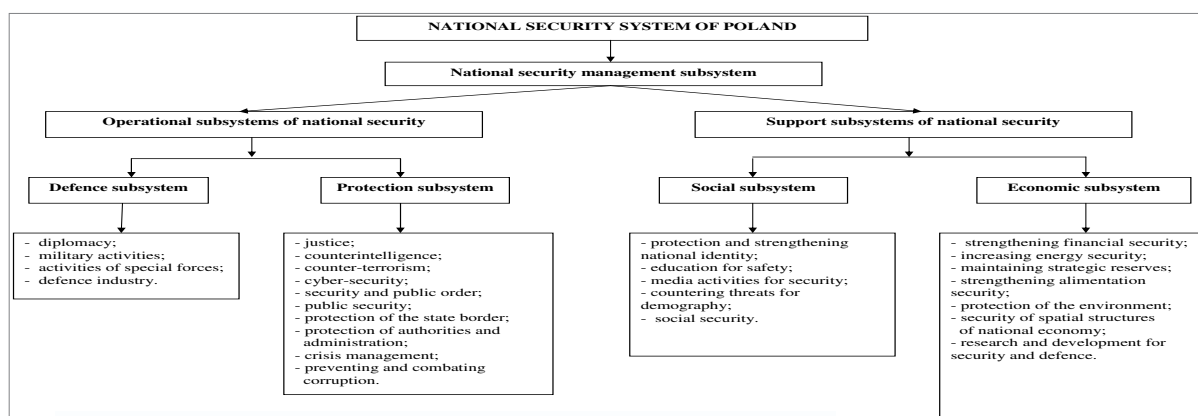 NATIONAL SECURITY SYSTEM OF POLAND
National security management subsystem
Operational subsystems of national security
Support subsystems of national security
Defence subsystem
Protection subsystem
Social subsystem
Economic subsystem
- diplomacy;
- military activities;
- activities of special forces;
- defence industry.
- justice;
- counterintelligence;
- counter-terrorism;
- cyber-security;
- security and public order;
- public security;
- protection of the state border;
- protection of authorities and
administration;
- crisis management;
- preventing and combating
corruption.
- protection and strengthening
national identity;
- education for safety;
- media activities for security;
- countering threats for
demography;
- social security.
- strengthening financial security;
- increasing energy security;
- maintaining strategic reserves;
- strengthening alimentation
security;
- protection of the environment;
- security of spatial structures
of national economy;
- research and development for
security and defence.